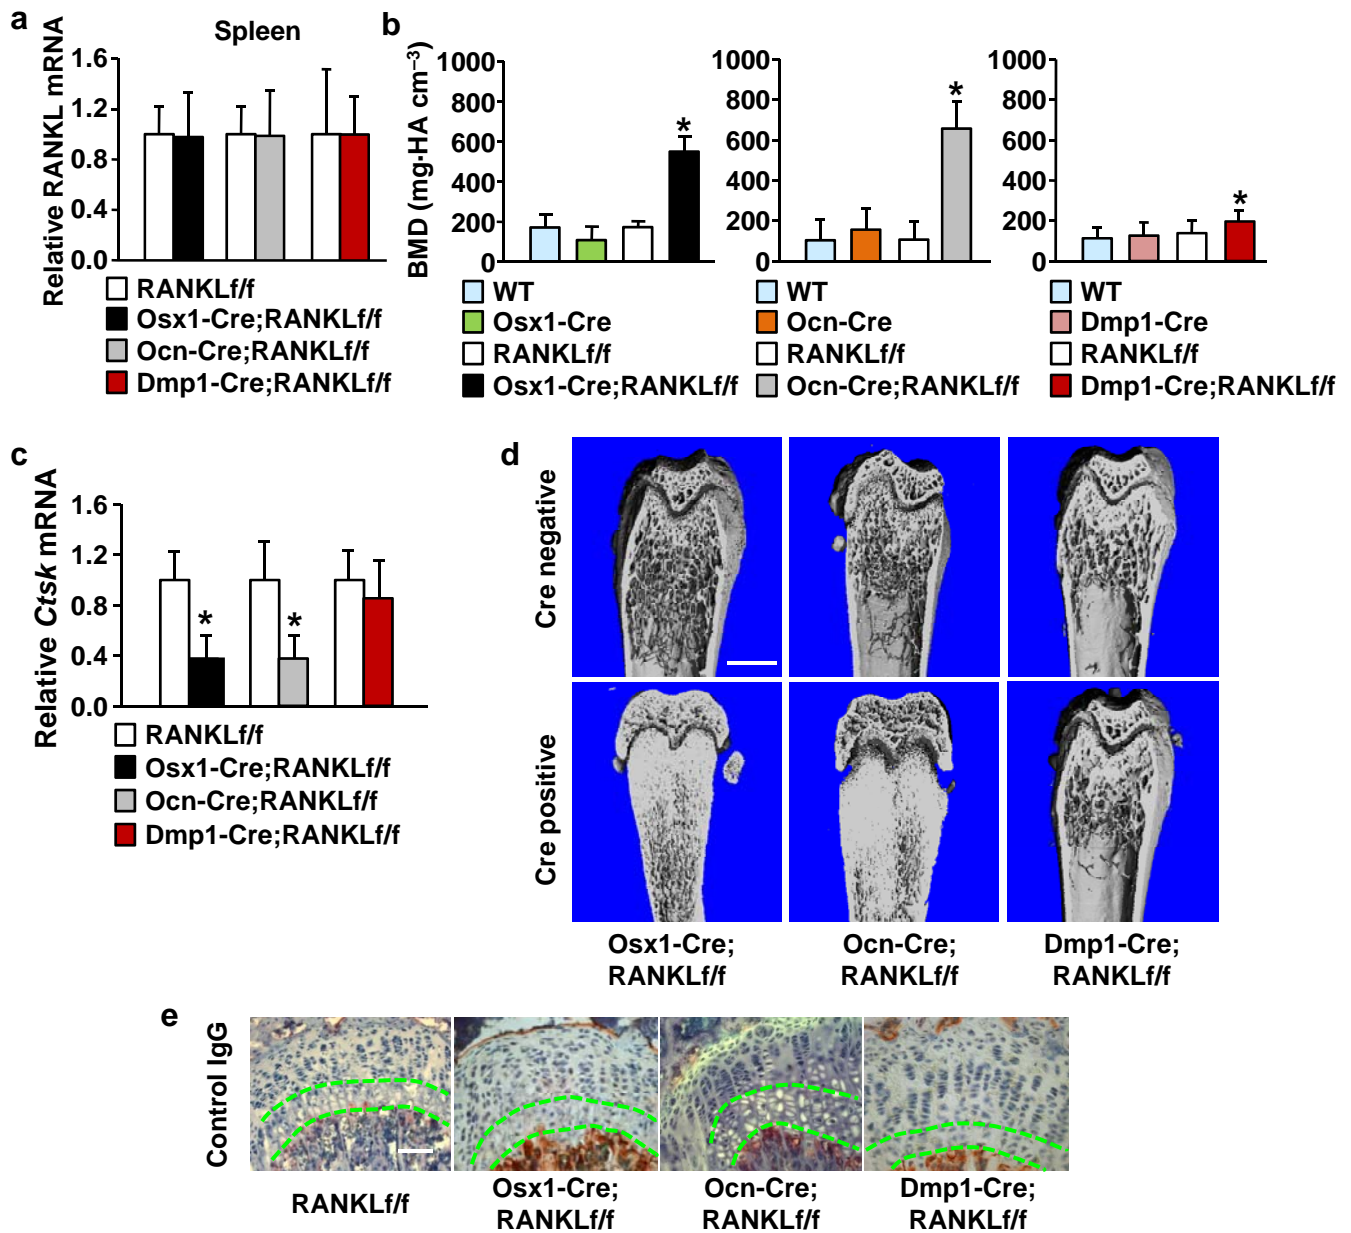 a
Spleen
Relative RANKL mRNA
1.6
1.2
0.8
0.4
0.0
RANKLf/f
Osx1-Cre;RANKLf/f
Ocn-Cre;RANKLf/f
Dmp1-Cre;RANKLf/f
b
BMD (mg·HA cm⁻³)
1000
800
600
400
200
0
*
WT
Osx1-Cre
RANKLf/f
Osx1-Cre;RANKLf/f
1000
800
600
400
200
0
*
WT
Ocn-Cre
RANKLf/f
Ocn-Cre;RANKLf/f
1000
800
600
400
200
0
*
WT
Dmp1-Cre
RANKLf/f
Dmp1-Cre;RANKLf/f
c
Relative Ctsk mRNA
1.6
1.2
0.8
0.4
0.0
* *
RANKLf/f
Osx1-Cre;RANKLf/f
Ocn-Cre;RANKLf/f
Dmp1-Cre;RANKLf/f
d
Cre negative
Cre positive
Osx1-Cre;
RANKLf/f
Ocn-Cre;
RANKLf/f
Dmp1-Cre;
RANKLf/f
e
Control IgG
RANKLf/f
Osx1-Cre;
RANKLf/f
Ocn-Cre;
RANKLf/f
Dmp1-Cre;
RANKLf/f